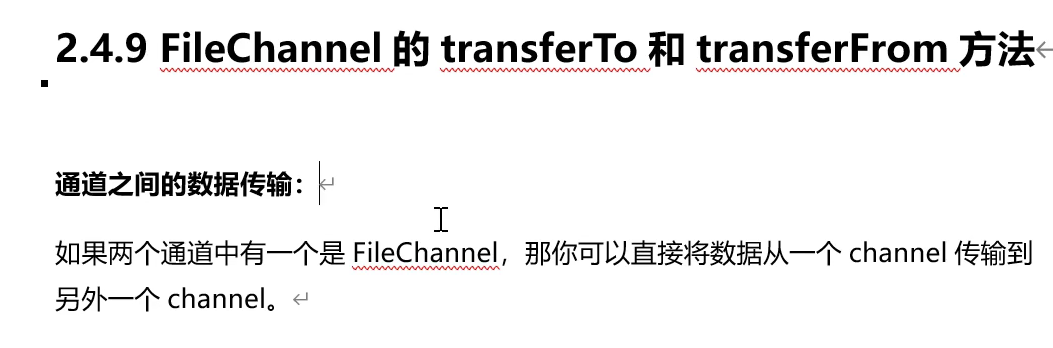 2.4.9 FileChannel 的 transferTo 和 transferFrom 方法
通道之间的数据传输：
如果两个通道中有一个是 FileChannel，那你可以直接将数据从一个 channel 传输到
另外一个 channel。